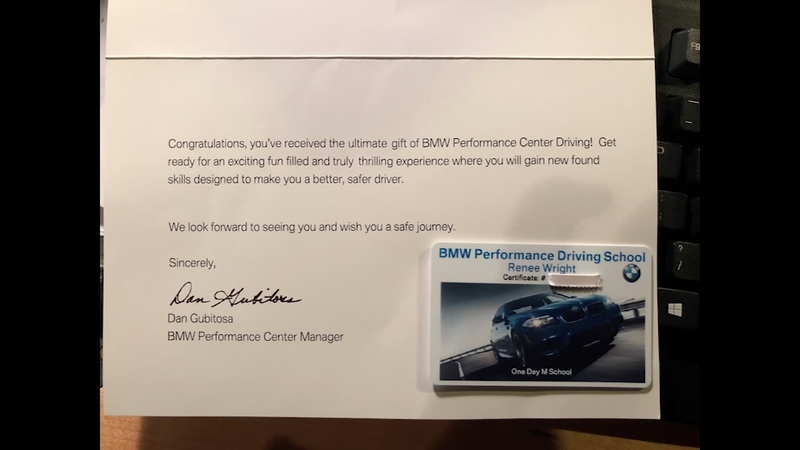 Congratulations, you've received the ultimate gift of BMW Performance Center Driving! Get
ready for an exciting fun filled and truly thrilling experience where you will gain new found
skills designed to make you a better, safer driver.
We look forward to seeing you and wish you a safe journey.
Sincerely,
Dan Gubitosa
Dan Gubitosa
BMW Performance Center Manager
BMW Performance Driving School
Renee Wright
Certificate: #
One Day M School